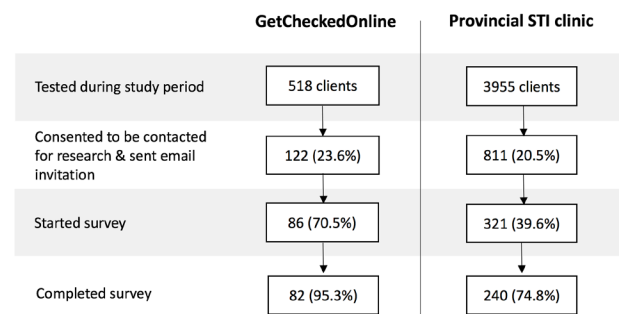 GetCheckedOnline
Provincial STI clinic
Tested during study period
518 clients
3955 clients
Consented to be contacted
for research & sent email
invitation
122 (23.6%)
811 (20.5%)
Started survey
86 (70.5%)
321 (39.6%)
Completed survey
82 (95.3%)
240 (74.8%)